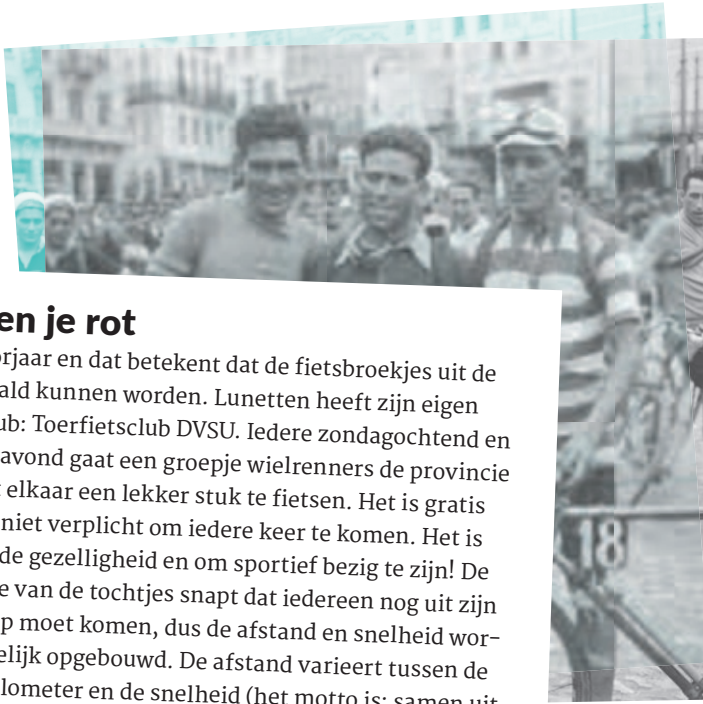 en je rot
orjaar en dat betekent dat de fietsbroekjes uit de
ald kunnen worden. Lunetten heeft zijn eigen
ub: Toerfietsclub DVSU. Iedere zondagochtend en
avond gaat een groepje wielrenners de provincie
t elkaar een lekker stuk te fietsen. Het is gratis
niet verplicht om iedere keer te komen. Het is
de gezelligheid en om sportief bezig te zijn! De
e van de tochtjes snapt dat iedereen nog uit zijn
p moet komen, dus de afstand en snelheid wor-
elijk opgebouwd. De afstand varieert tussen de
lometer en de snelheid (het motto is: samen uit
18